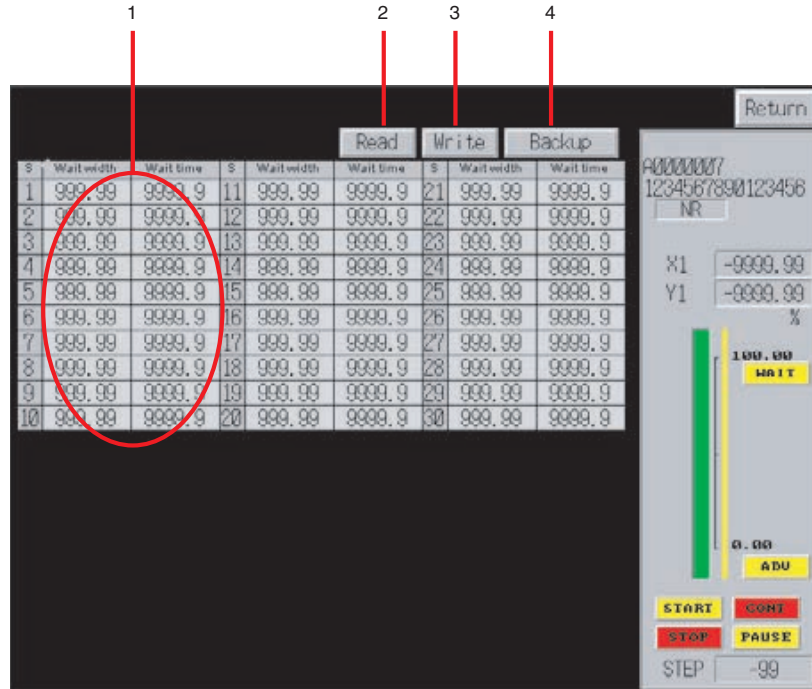 1 2 3 4
Return
Read Write Backup
S Wait width Wait time S Wait width Wait time S Wait width Wait time
1 999.99 9999.9 11 999.99 9999.9 21 999.99 9999.9
2 999.99 9999.9 12 999.99 9999.9 22 999.99 9999.9
3 999.99 9999.9 13 999.99 9999.9 23 999.99 9999.9
4 999.99 9999.9 14 999.99 9999.9 24 999.99 9999.9
5 999.99 9999.9 15 999.99 9999.9 25 999.99 9999.9
6 999.99 9999.9 16 999.99 9999.9 26 999.99 9999.9
7 999.99 9999.9 17 999.99 9999.9 27 999.99 9999.9
8 999.99 9999.9 18 999.99 9999.9 28 999.99 9999.9
9 999.99 9999.9 19 999.99 9999.9 29 999.99 9999.9
10 999.99 9999.9 20 999.99 9999.9 30 999.99 9999.9
A0000007
1234567890123456
NR
X1 -9999.99
Y1 -9999.99
%
100.00
WAIT
0.00
ADV
START CONT
STOP PAUSE
STEP -99